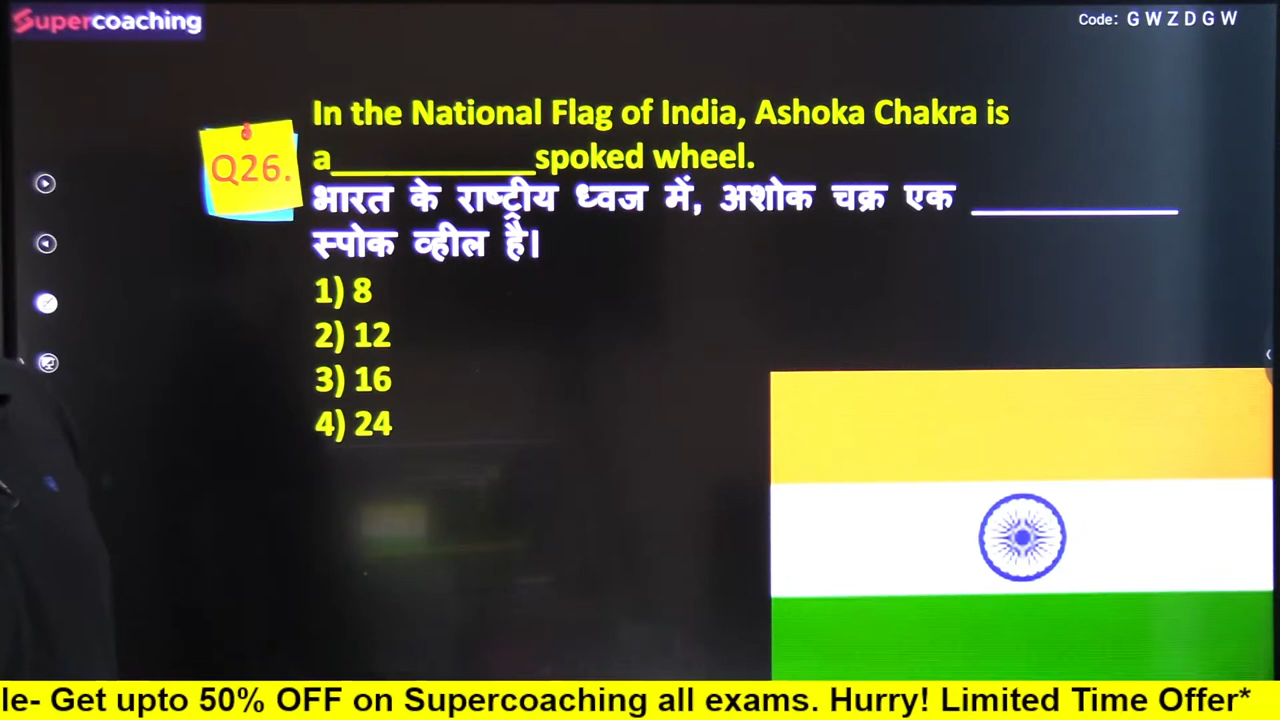 Supercoaching
Code: G W Z D G W
In the National Flag of India, Ashoka Chakra is
Q26.
a____________spoked wheel.
भारत के राष्ट्रीय ध्वज में, अशोक चक्र एक ____________
स्पोक व्हील है।
1) 8
2) 12
3) 16
4) 24
le- Get upto 50% OFF on Supercoaching all exams. Hurry! Limited Time Offer*